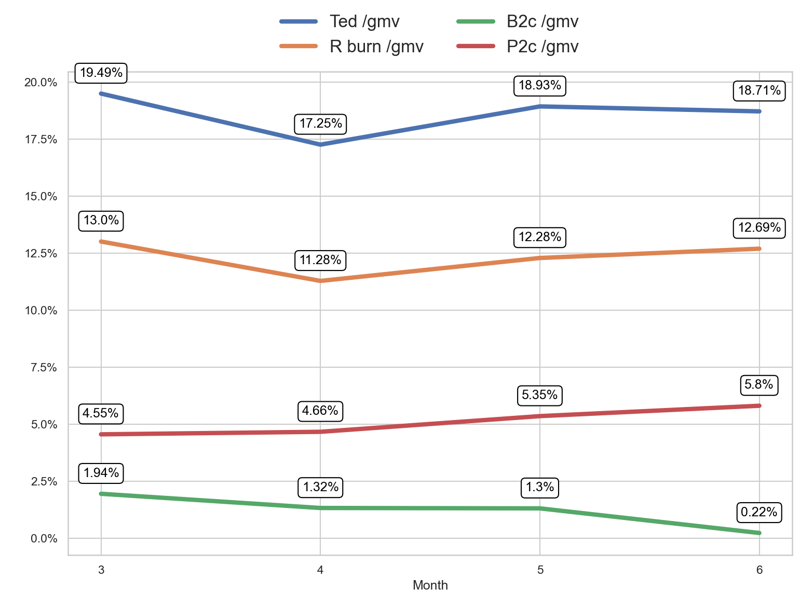 Ted /gmv B2c /gmv
R burn /gmv P2c /gmv
20.0%
17.5%
15.0%
12.5%
10.0%
7.5%
5.0%
2.5%
0.0%
19.49% 17.25% 18.93% 18.71%
13.0% 11.28% 12.28% 12.69%
4.55% 4.66% 5.35% 5.8%
1.94% 1.32% 1.3% 0.22%
3 4 5 6
Month